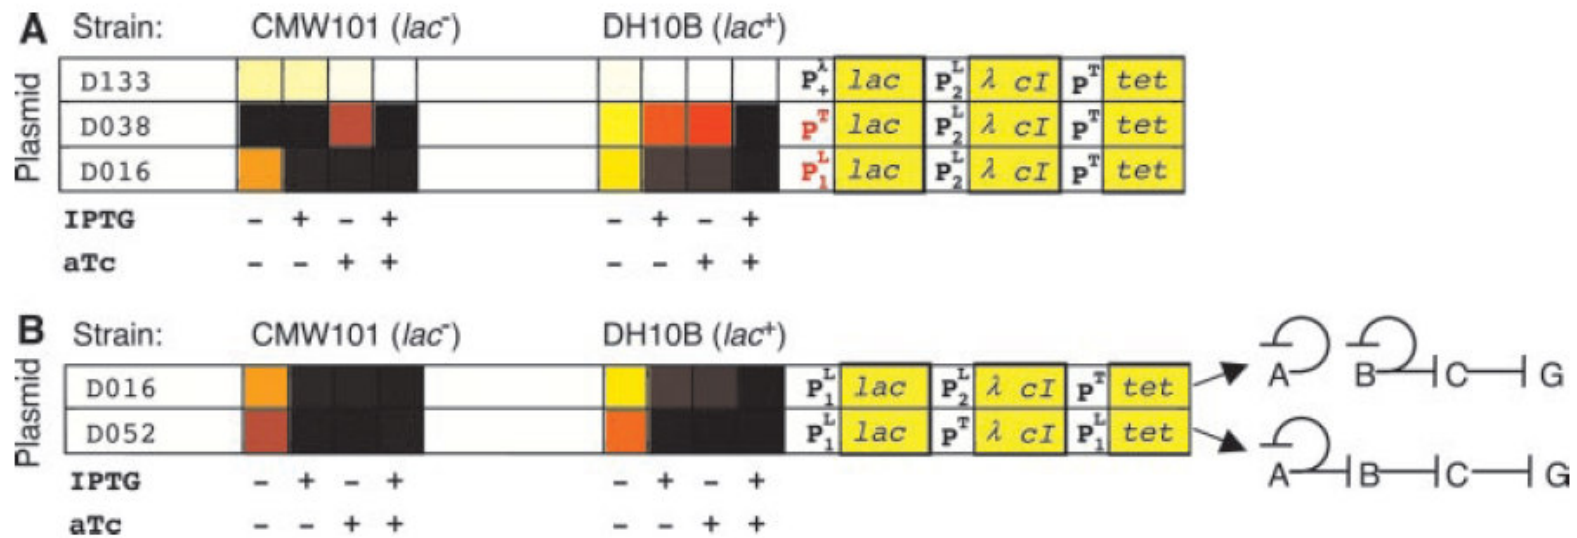 A Strain: CMW101 (lac⁻) DH10B (lac⁺)
Plasmid
D133 P₊^λ lac P₂^L λ cI P^T tet
D038 P^T lac P₂^L λ cI P^T tet
D016 P₁^L lac P₂^L λ cI P^T tet
IPTG − + − + − + − +
aTc − − + + − − + +
B Strain: CMW101 (lac⁻) DH10B (lac⁺)
Plasmid
D016 P₁^L lac P₂^L λ cI P^T tet A B C G
D052 P₁^L lac P^T λ cI P₁^L tet A B C G
IPTG − + − + − + − +
aTc − − + + − − + +